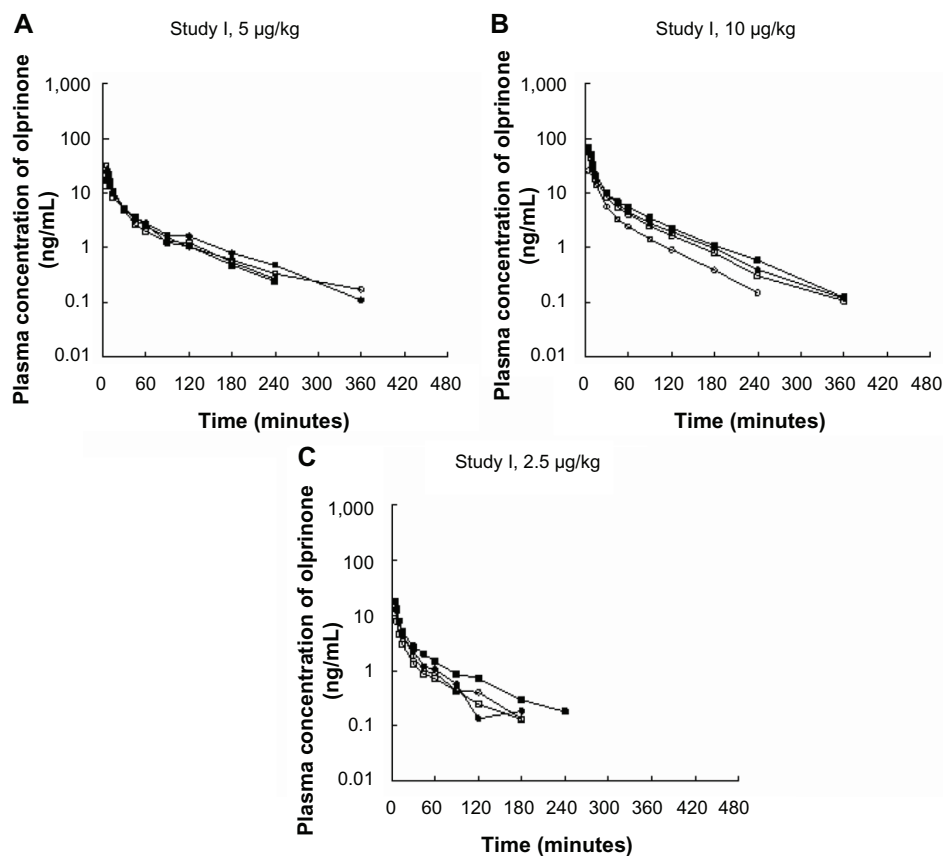 A
Study I, 5 µg/kg
Plasma concentration of olprinone
(ng/mL)
1,000
100
10
1
0.1
0.01
0 60 120 180 240 300 360 420 480
Time (minutes)
B
Study I, 10 µg/kg
Plasma concentration of olprinone
(ng/mL)
1,000
100
10
1
0.1
0.01
0 60 120 180 240 300 360 420 480
Time (minutes)
C
Study I, 2.5 µg/kg
Plasma concentration of olprinone
(ng/mL)
1,000
100
10
1
0.1
0.01
0 60 120 180 240 300 360 420 480
Time (minutes)